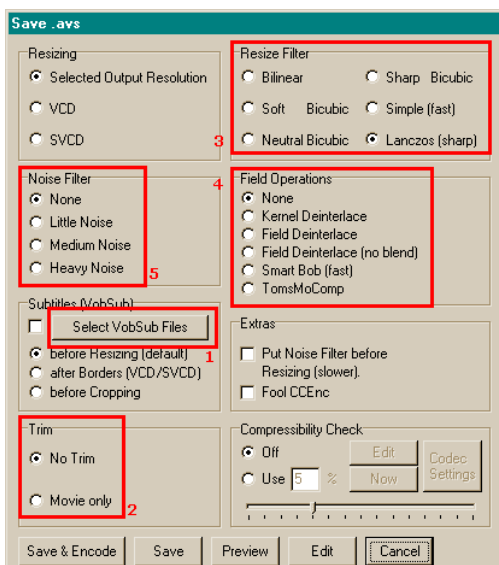 Save .avs
Resizing
Selected Output Resolution
VCD
SVCD
Resize Filter
Bilinear
Sharp Bicubic
Soft Bicubic
Simple (fast)
3
Neutral Bicubic
Lanczos (sharp)
Noise Filter
None
Little Noise
Medium Noise
Heavy Noise
5
4
Field Operations
None
Kernel Deinterlace
Field Deinterlace
Field Deinterlace (no blend)
Smart Bob (fast)
TomsMoComp
Subtitles (VobSub)
Select VobSub Files
1
before Resizing (default)
after Borders (VCD/SVCD)
before Cropping
Extras
Put Noise Filter before
Resizing (slower).
Fool CCEnc
Trim
No Trim
Movie only
2
Compressibility Check
Off
Edit
Use 5 %
Now
Codec
Settings
Save & Encode
Save
Preview
Edit
Cancel